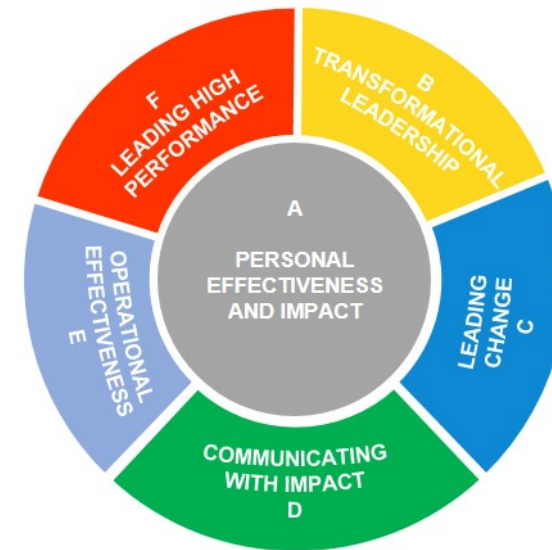 A
PERSONAL
EFFECTIVENESS
AND IMPACT
B
TRANSFORMATIONAL
LEADERSHIP
LEADING
CHANGE
C
COMMUNICATING
WITH IMPACT
D
OPERATIONAL
EFFECTIVENESS
E
F
LEADING HIGH
PERFORMANCE